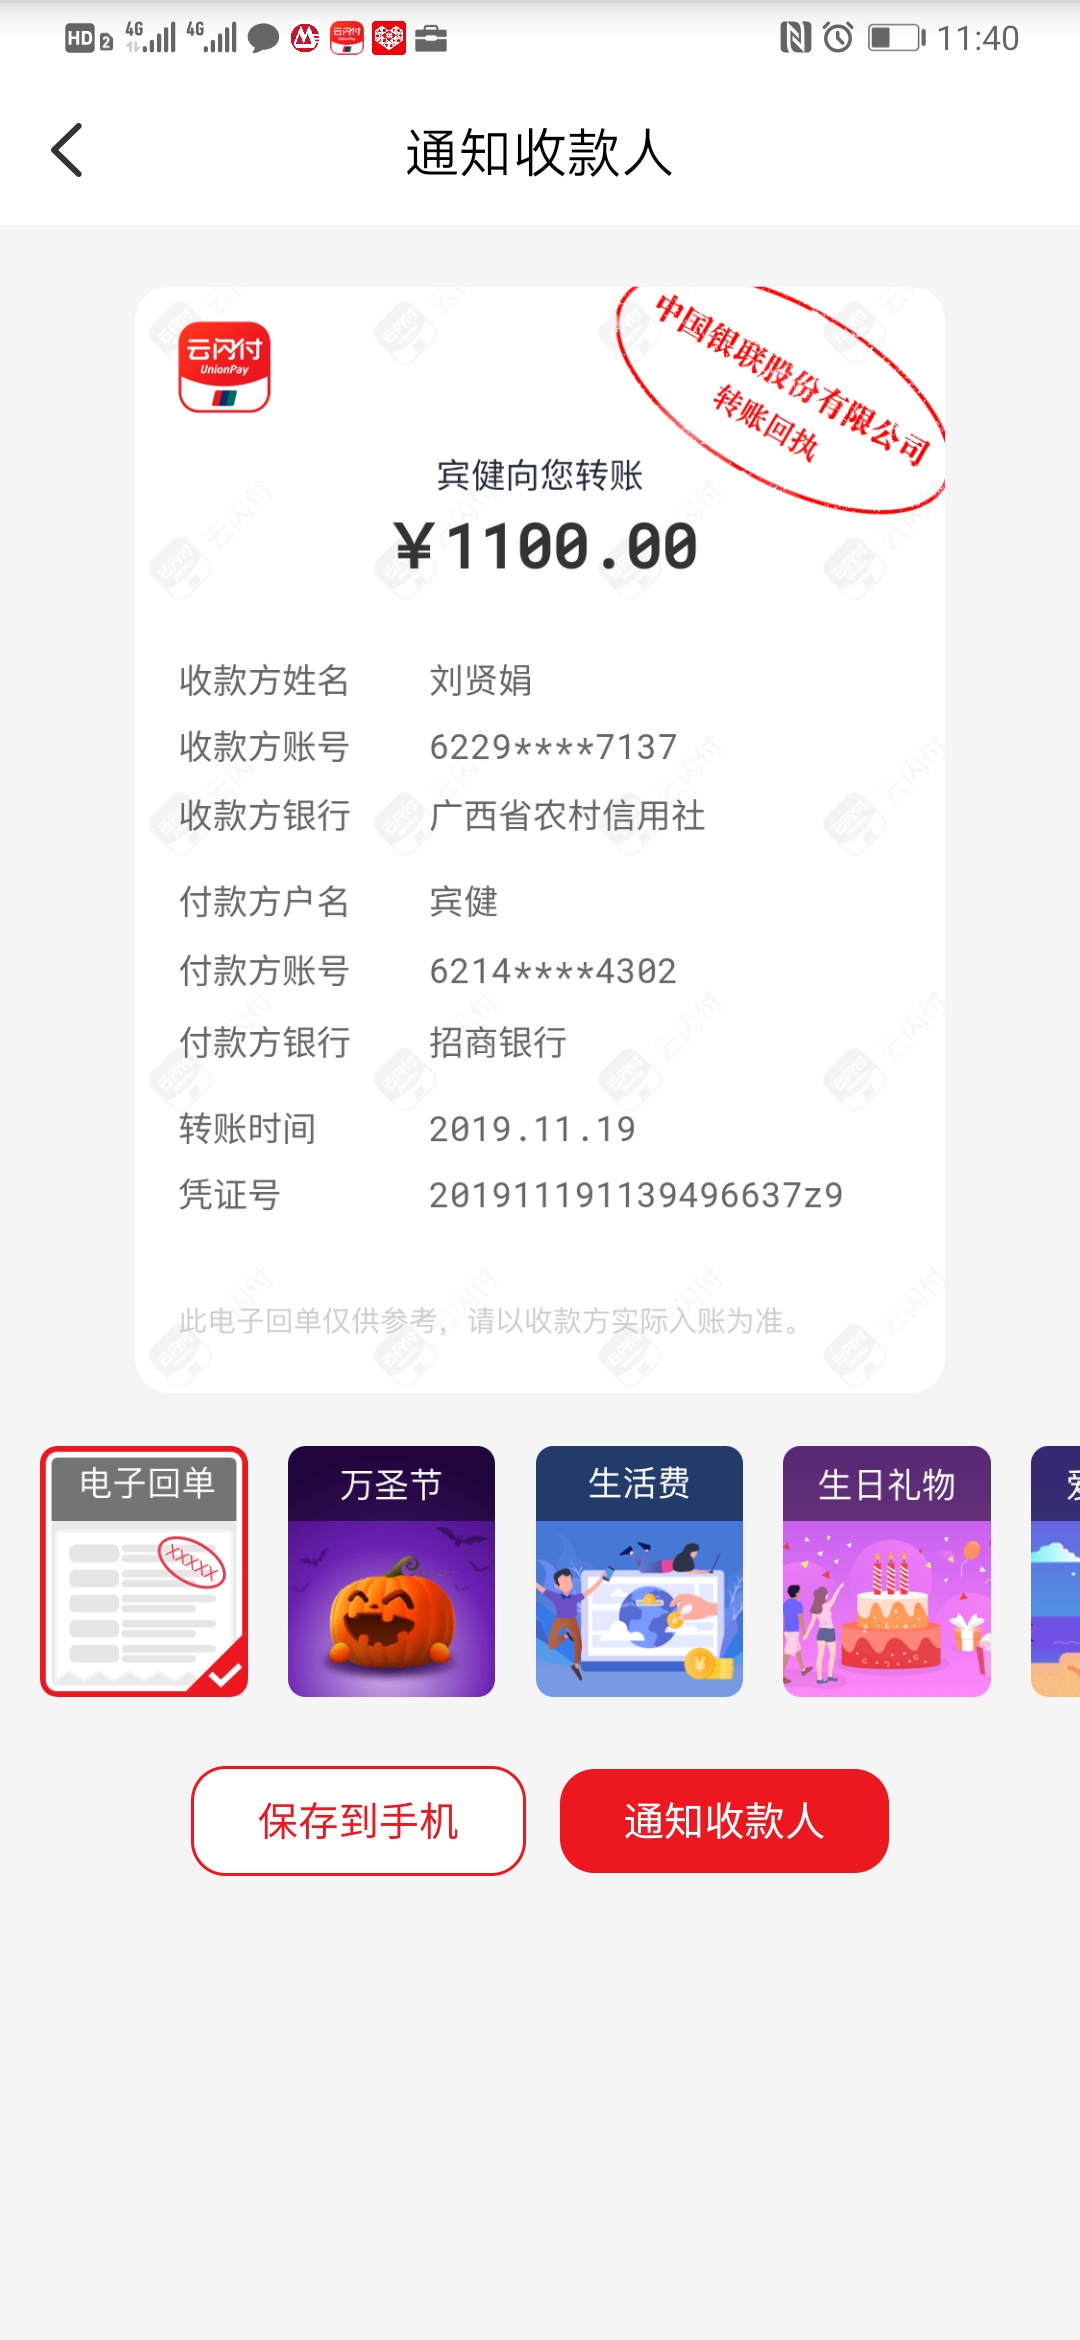 HD 2 4G 4G 11:40
通知收款人
云闪付
UnionPay
中国银联股份有限公司
转账回执
宾健向您转账
¥1100.00
收款方姓名 刘贤娟
收款方账号 6229****7137
收款方银行 广西省农村信用社
付款方户名 宾健
付款方账号 6214****4302
付款方银行 招商银行
转账时间 2019.11.19
凭证号 201911191139496637z9
此电子回单仅供参考，请以收款方实际入账为准。
电子回单 万圣节 生活费 生日礼物
XXXXX
保存到手机 通知收款人